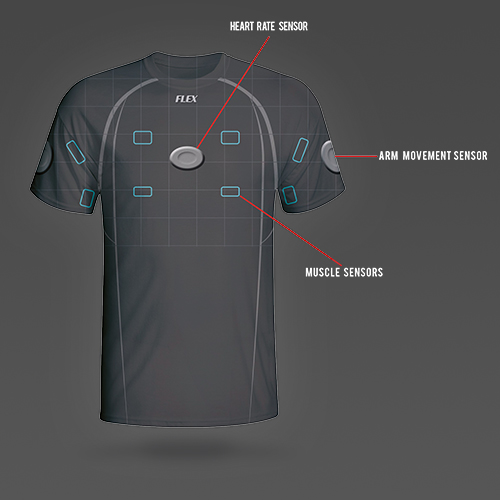 HEART RATE SENSOR
FLEX
ARM MOVEMENT SENSOR
MUSCLE SENSORS